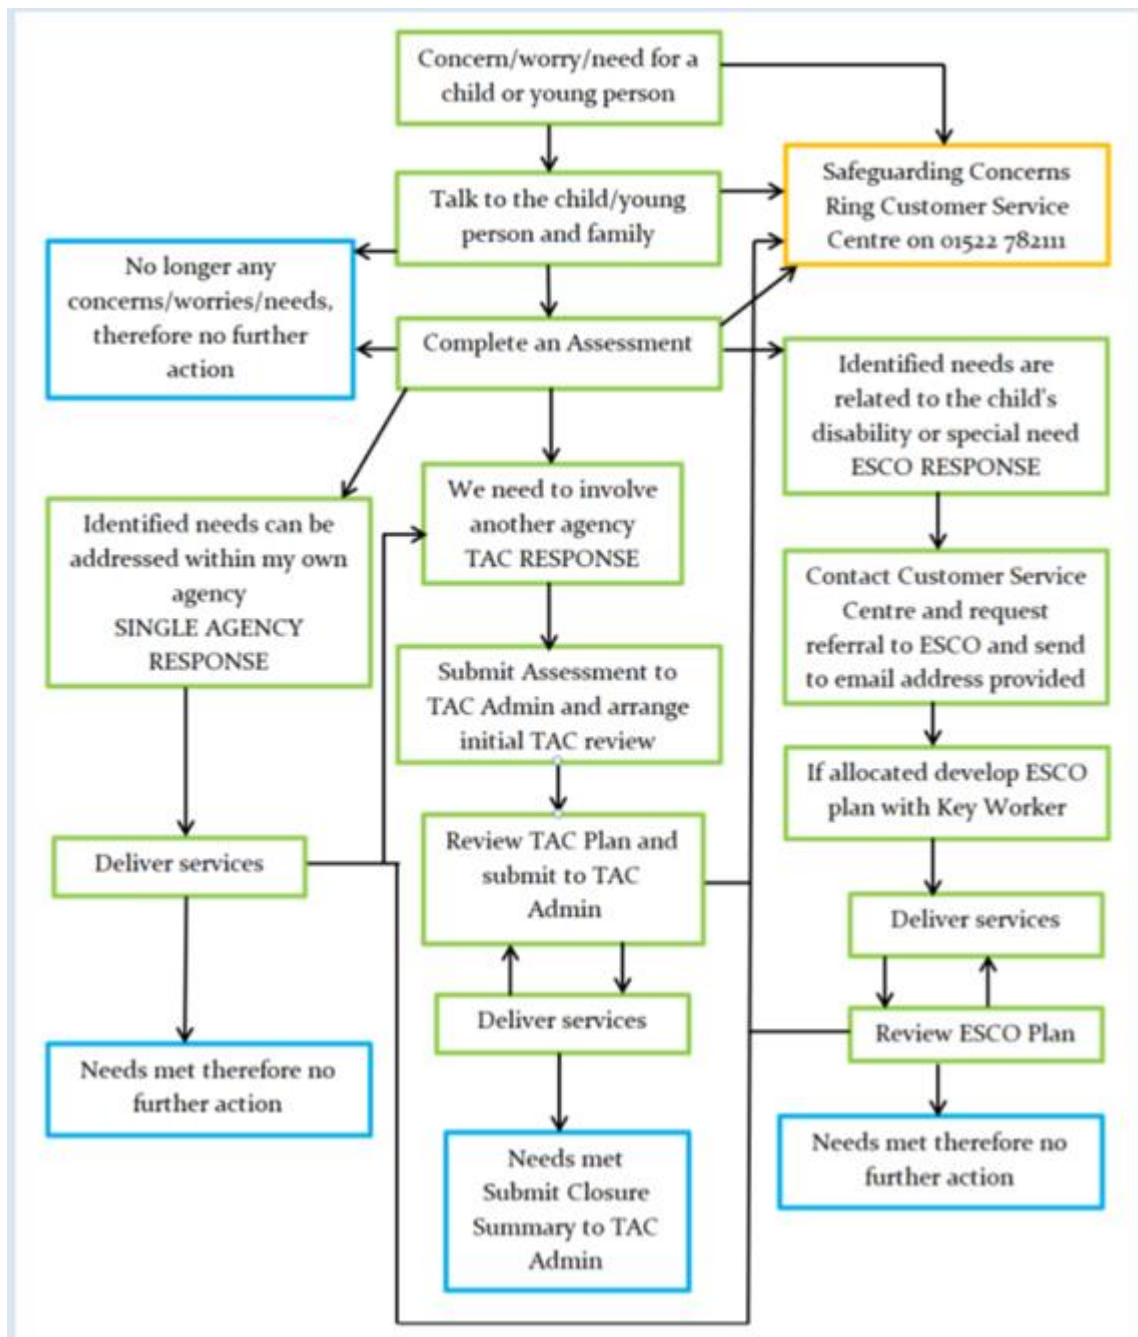 Concern/worry/need for a
child or young person
Safeguarding Concerns
Ring Customer Service
Centre on 01522 782111
Talk to the child/young
person and family
No longer any
concerns/worries/needs,
therefore no further
action
Complete an Assessment
Identified needs are
related to the child's
disability or special need
ESCO RESPONSE
We need to involve
another agency
TAC RESPONSE
Identified needs can be
addressed within my own
agency
SINGLE AGENCY
RESPONSE
Contact Customer Service
Centre and request
referral to ESCO and send
to email address provided
Submit Assessment to
TAC Admin and arrange
initial TAC review
If allocated develop ESCO
plan with Key Worker
Review TAC Plan and
submit to TAC
Admin
Deliver services
Deliver services
Deliver services
Review ESCO Plan
Needs met therefore no
further action
Needs met
Submit Closure
Summary to TAC
Admin
Needs met therefore no
further action